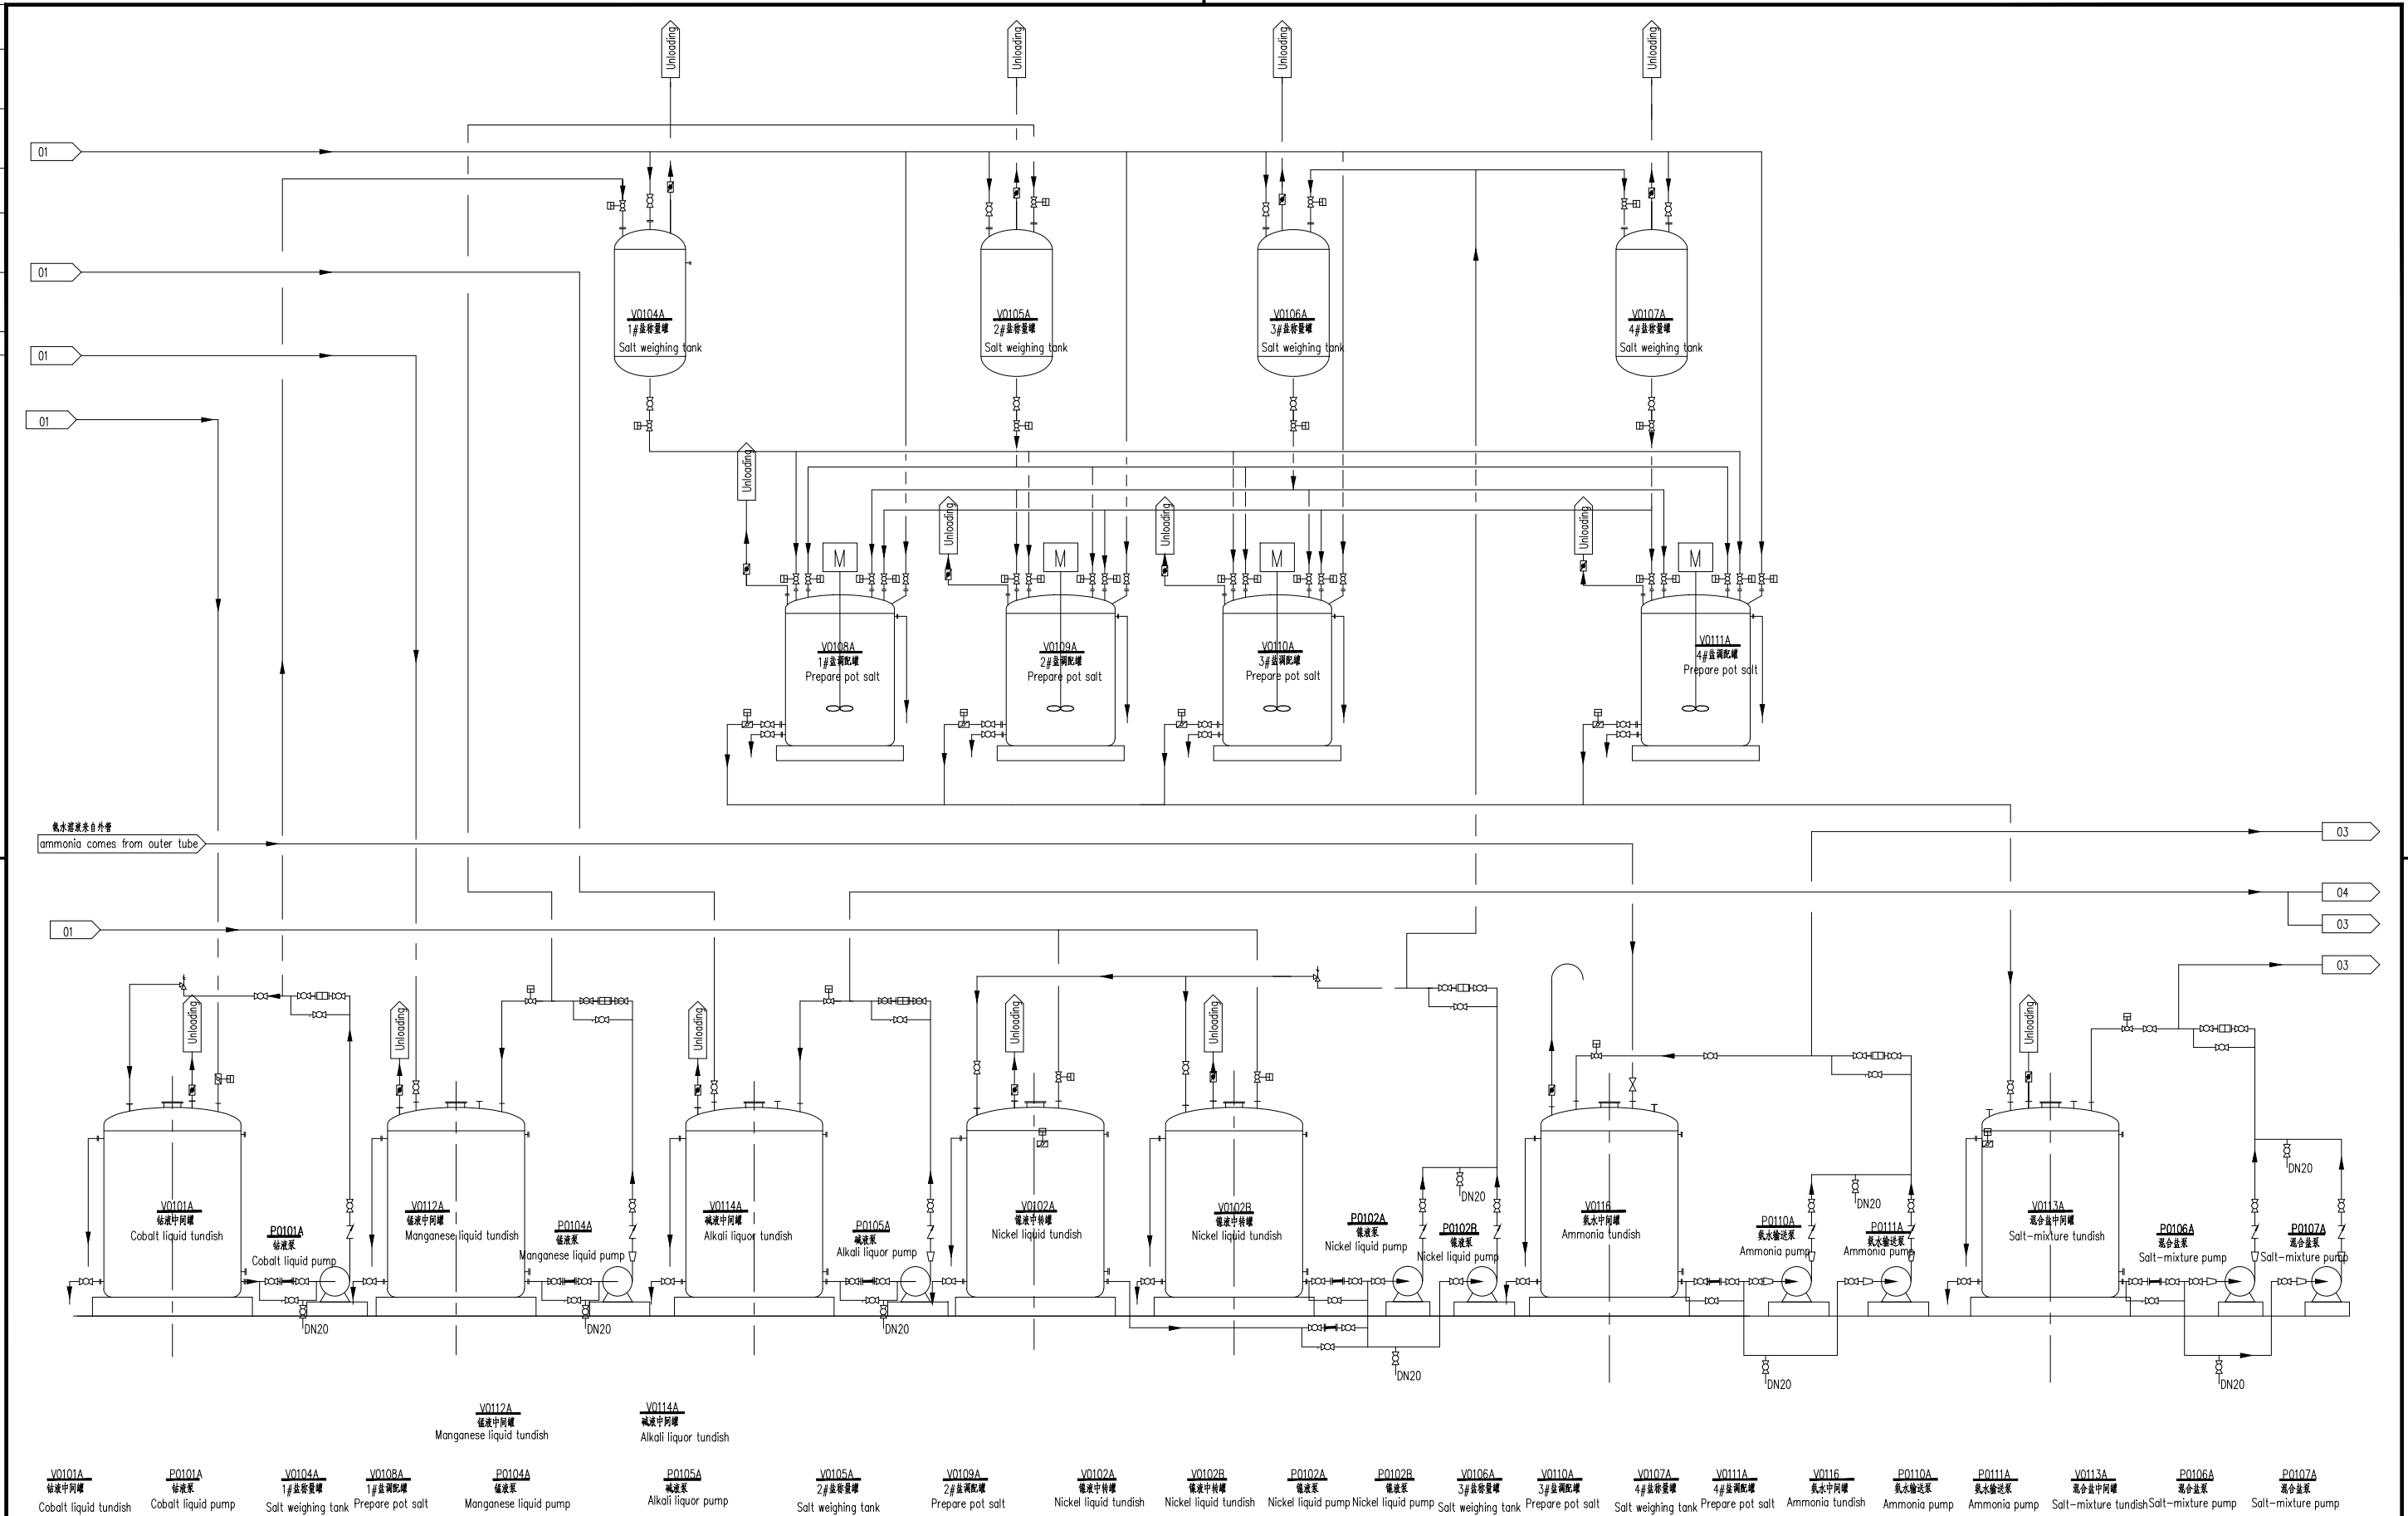 Unloading
Unloading
Unloading
Unloading
01
01
01
01
V0104A
1#盐称量罐
Salt weighing tank
V0105A
2#盐称量罐
Salt weighing tank
V0106A
3#盐称量罐
Salt weighing tank
V0107A
4#盐称量罐
Salt weighing tank
Unloading
Unloading
Unloading
Unloading
M
M
M
M
V0108A
1#盐调配罐
Prepare pot salt
V0109A
2#盐调配罐
Prepare pot salt
V0110A
3#盐调配罐
Prepare pot salt
V0111A
4#盐调配罐
Prepare pot salt
氨水溶液来自外管
ammonia comes from outer tube
03
04
03
01
03
Unloading
Unloading
Unloading
Unloading
Unloading
Unloading
V0101A
钴液中间罐
Cobalt liquid tundish
P0101A
钴液泵
Cobalt liquid pump
V0112A
锰液中间罐
Manganese liquid tundish
P0104A
锰液泵
Manganese liquid pump
V0114A
碱液中间罐
Alkali liquor tundish
P0105A
碱液泵
Alkali liquor pump
V0102A
镍液中转罐
Nickel liquid tundish
V0102B
镍液中转罐
Nickel liquid tundish
P0102A
镍液泵
Nickel liquid pump
P0102B
镍液泵
Nickel liquid pump
V0116
氨水中间罐
Ammonia tundish
P0110A
氨水输送泵
Ammonia pump
P0111A
氨水输送泵
Ammonia pump
V0113A
混合盐中间罐
Salt-mixture tundish
P0106A
混合盐泵
Salt-mixture pump
P0107A
混合盐泵
Salt-mixture pump
DN20
DN20
DN20
DN20
DN20
DN20
DN20
DN20
DN20
V0112A
锰液中间罐
Manganese liquid tundish
V0114A
碱液中间罐
Alkali liquor tundish
V0101A
钴液中间罐
Cobalt liquid tundish
P0101A
钴液泵
Cobalt liquid pump
V0104A
1#盐称量罐
Salt weighing tank
V0108A
1#盐调配罐
Prepare pot salt
P0104A
锰液泵
Manganese liquid pump
P0105A
碱液泵
Alkali liquor pump
V0105A
2#盐称量罐
Salt weighing tank
V0109A
2#盐调配罐
Prepare pot salt
V0102A
镍液中转罐
Nickel liquid tundish
V0102B
镍液中转罐
Nickel liquid tundish
P0102A
镍液泵
Nickel liquid pump
P0102B
镍液泵
Nickel liquid pump
V0106A
3#盐称量罐
Salt weighing tank
V0110A
3#盐调配罐
Prepare pot salt
V0107A
4#盐称量罐
Salt weighing tank
V0111A
4#盐调配罐
Prepare pot salt
V0116
氨水中间罐
Ammonia tundish
P0110A
氨水输送泵
Ammonia pump
P0111A
氨水输送泵
Ammonia pump
V0113A
混合盐中间罐
Salt-mixture tundish
P0106A
混合盐泵
Salt-mixture pump
P0107A
混合盐泵
Salt-mixture pump